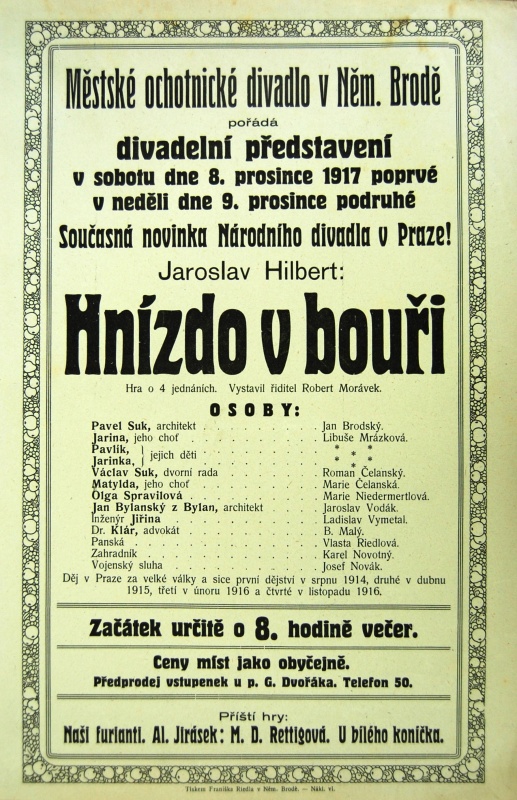 Městské ochotnické divadlo v Něm. Brodě
pořádá
divadelní představení
v sobotu dne 8. prosince 1917 poprvé
v neděli dne 9. prosince podruhé
Současná novinka Národního divadla v Praze!
Jaroslav Hilbert:
Hnízdo v bouři
Hra o 4 jednáních. Vystavil řiditel Robert Morávek.
OSOBY:
Pavel Suk, architekt . . . . . . . . . . Jan Brodský.
Jarina, jeho choť . . . . . . . . . . Libuše Mrázková.
Pavlík, } jejich děti . . . . . . . . * * *
Jarinka, } jejich děti . . . . . . . . * * *
Václav Suk, dvorní rada . . . . . . . . Roman Čelanský.
Matylda, jeho choť . . . . . . . . . . Marie Čelanská.
Olga Spravilová . . . . . . . . . . Marie Niedermertlová.
Jan Bylanský z Bylan, architekt . . . . . Jaroslav Vodák.
Inženýr Jiřina . . . . . . . . . . Ladislav Vymetal.
Dr. Klár, advokát . . . . . . . . . . B. Malý.
Panská . . . . . . . . . . Vlasta Riedlová.
Zahradník . . . . . . . . . . Karel Novotný.
Vojenský sluha . . . . . . . . . . Josef Novák.
Děj v Praze za velké války a sice první dějství v srpnu 1914, druhé v dubnu
1915, třetí v únoru 1916 a čtvrté v listopadu 1916.
Začátek určitě o 8. hodině večer.
Ceny míst jako obyčejně.
Předprodej vstupenek u p. G. Dvořáka. Telefon 50.
Příští hry:
Naši furianti. Al. Jirásek: M. D. Rettigová. U bílého koníčka.
Tiskem Františka Riedla v Něm. Brodě. — Nákl. vl.